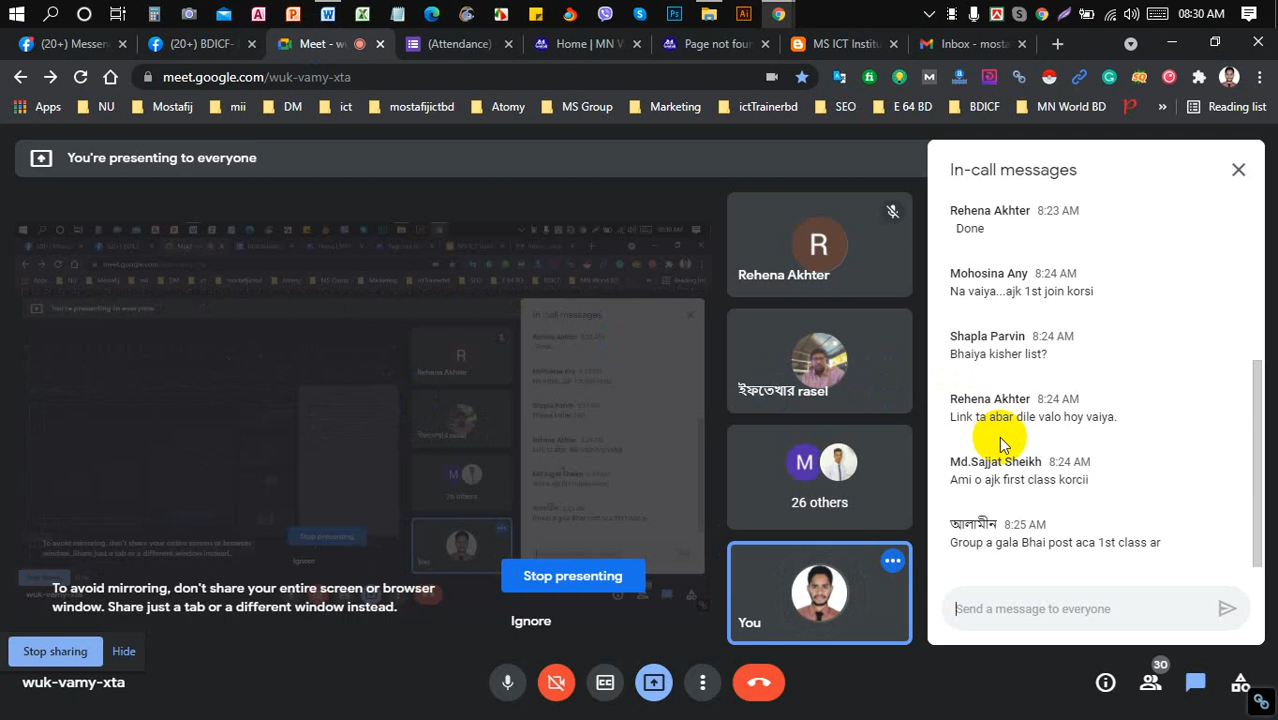 08:30 AM
(20+) Messen
(20+) BDICF-
Meet - w
(Attendance)
Home | MN W
Page not foun
MS ICT Institu
Inbox - mosta
meet.google.com/wuk-vamy-xta
Apps
NU
Mostafij
mii
DM
ict
mostafijictbd
Atomy
MS Group
Marketing
ictTrainerbd
SEO
E 64 BD
BDICF
MN World BD
»
Reading list
You're presenting to everyone
In-call messages
Rehena Akhter 8:23 AM
Done
Mohosina Any 8:24 AM
Na vaiya...ajk 1st join korsi
Shapla Parvin 8:24 AM
Bhaiya kisher list?
Rehena Akhter 8:24 AM
Link ta abar dile valo hoy vaiya.
Md.Sajjat Sheikh 8:24 AM
Ami o ajk first class korcii
আলামীন 8:25 AM
Group a gala Bhai post aca 1st class ar
Send a message to everyone
R
Rehena Akhter
ইফতেখার rasel
M
26 others
You
To avoid mirroring, don't share your entire screen or browser
window. Share just a tab or a different window instead.
Stop presenting
Ignore
Stop sharing
Hide
wuk-vamy-xta
30